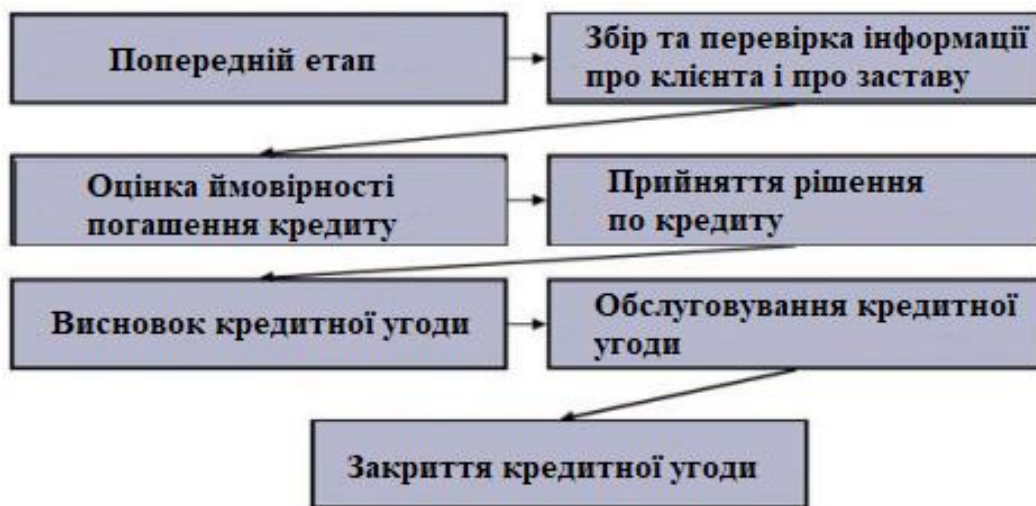 Попередній етап
Збір та перевірка інформації
про клієнта і про заставу
Оцінка ймовірності
погашення кредиту
Прийняття рішення
по кредиту
Висновок кредитної угоди
Обслуговування кредитної
угоди
Закриття кредитної угоди